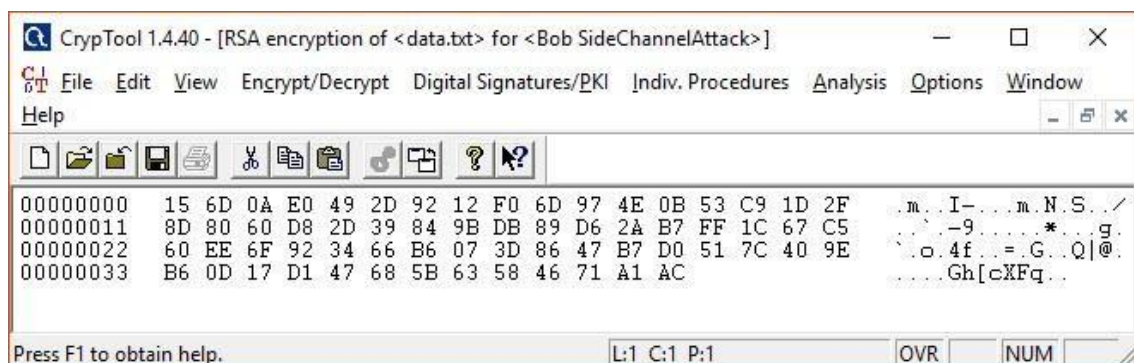 CrypTool 1.4.40 - [RSA encryption of <data.txt> for <Bob SideChannelAttack>]
File Edit View Encrypt/Decrypt Digital Signatures/PKI Indiv. Procedures Analysis Options Window
Help
00000000 15 6D 0A E0 49 2D 92 12 F0 6D 97 4E 0B 53 C9 1D 2F .m..I-...m.N.S../
00000011 8D 80 60 D8 2D 39 84 9B DB 89 D6 2A B7 FF 1C 67 C5 ..`.-9.....*...g.
00000022 60 EE 6F 92 34 66 B6 07 3D 86 47 B7 D0 51 7C 40 9E `.o.4f..=.G..Q|@.
00000033 B6 0D 17 D1 47 68 5B 63 58 46 71 A1 AC ....Gh[cXFq..
Press F1 to obtain help. L:1 C:1 P:1 OVR NUM